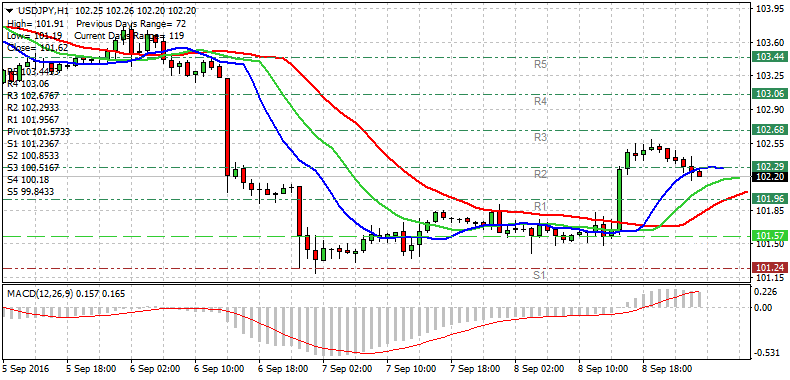 USDJPY,H1 102.25 102.26 102.20 102.20
High= 101.91 Previous Days Range= 72
Low= 101.19 Current Days Range= 119
Close= 101.62
R4 103.06
R3 102.6767
R2 102.2933
R1 101.9567
Pivot 101.5733
S1 101.2367
S2 100.8533
S3 100.5167
S4 100.18
S5 99.8433
R5
R4
R3
R2
R1
S1
103.95
103.60
103.44
103.25
103.06
102.90
102.68
102.55
102.29
102.20
101.96
101.85
101.57
101.50
101.24
101.15
MACD(12,26,9) 0.157 0.165
0.226
0.00
-0.531
5 Sep 2016
5 Sep 18:00
6 Sep 02:00
6 Sep 10:00
6 Sep 18:00
7 Sep 02:00
7 Sep 10:00
7 Sep 18:00
8 Sep 02:00
8 Sep 10:00
8 Sep 18:00